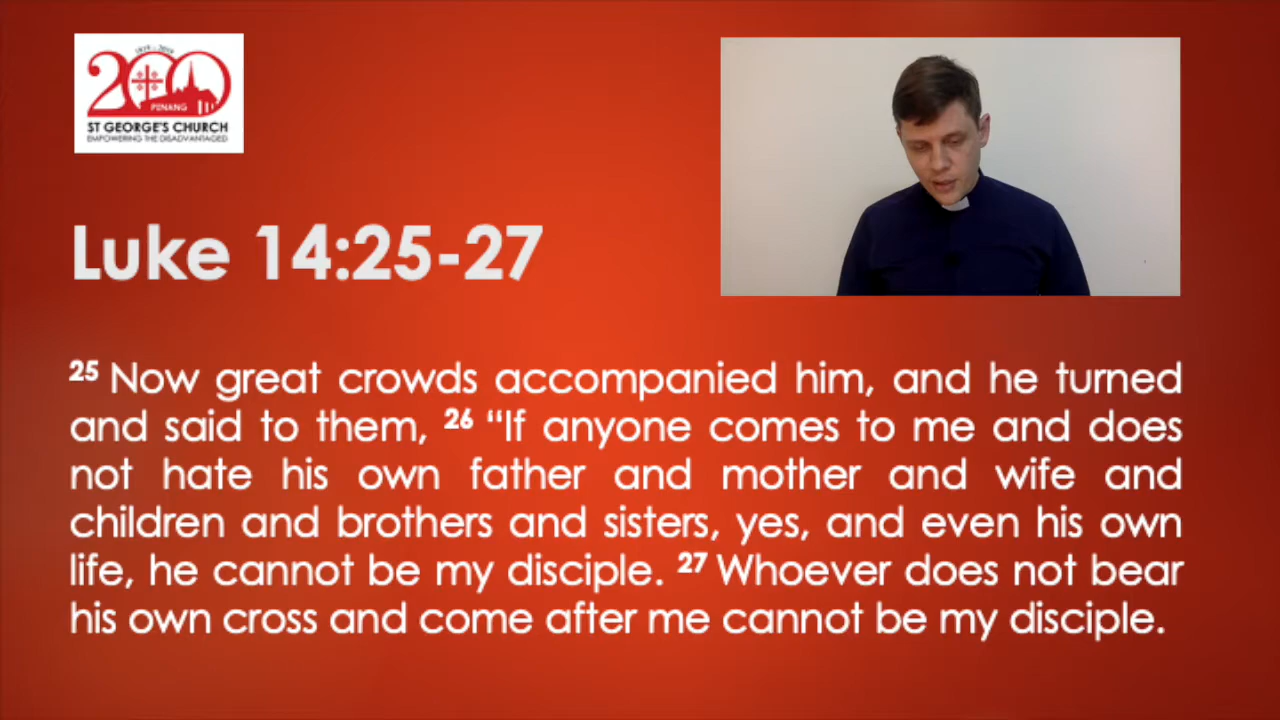 1819 - 2019
200
PENANG
ST GEORGE'S CHURCH
EMPOWERING THE DISADVANTAGED
Luke 14:25-27
25 Now great crowds accompanied him, and he turned
and said to them, 26 “If anyone comes to me and does
not hate his own father and mother and wife and
children and brothers and sisters, yes, and even his own
life, he cannot be my disciple. 27 Whoever does not bear
his own cross and come after me cannot be my disciple.